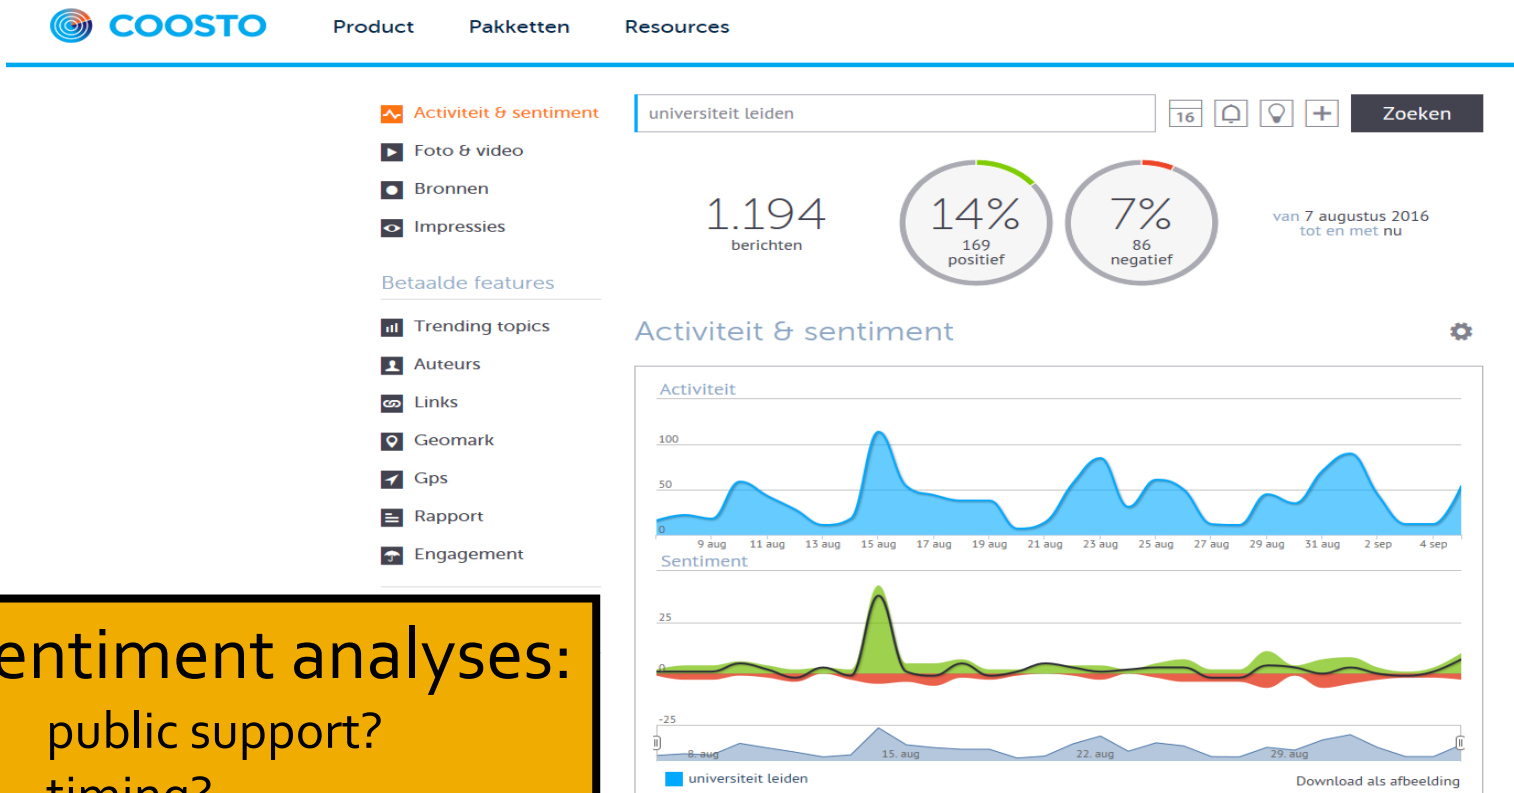 COOSTO
Product Pakketten Resources
Activiteit & sentiment
Foto & video
Bronnen
Impressies
Betaalde features
Trending topics
Auteurs
Links
Geomark
Gps
Rapport
Engagement
universiteit leiden
16
Zoeken
1.194
berichten
14%
169
positief
7%
86
negatief
van 7 augustus 2016
tot en met nu
Activiteit & sentiment
Activiteit
100
50
0
9 aug 11 aug 13 aug 15 aug 17 aug 19 aug 21 aug 23 aug 25 aug 27 aug 29 aug 31 aug 2 sep 4 sep
Sentiment
25
0
-25
8. aug 15. aug 22. aug 29. aug
universiteit leiden
Download als afbeelding
entiment analyses:
public support?
timing?